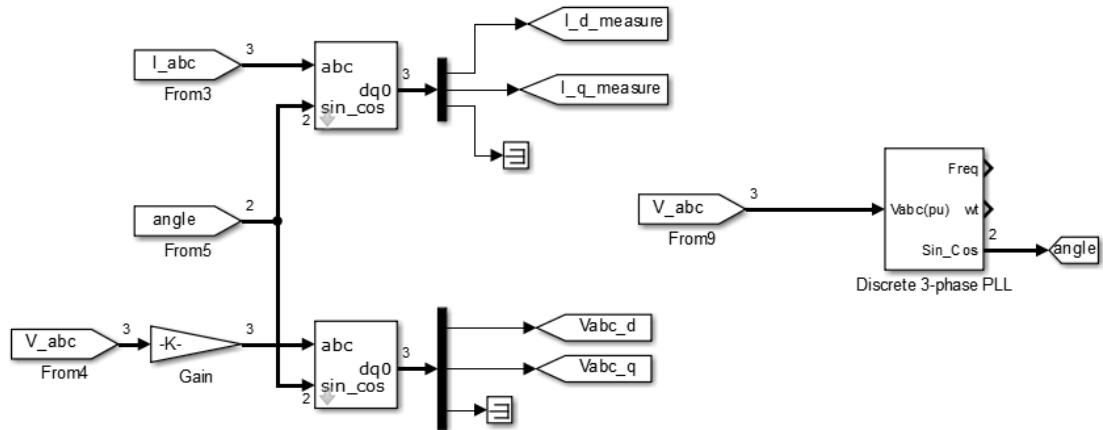 I_abc
3
From3
abc
sin_cos
dq0
2
3
I_d_measure
I_q_measure
angle
2
From5
V_abc
3
From4
-K-
Gain
3
abc
sin_cos
dq0
2
3
Vabc_d
Vabc_q
V_abc
3
From9
Vabc(pu)
Freq
wt
Sin_Cos
2
angle
Discrete 3-phase PLL